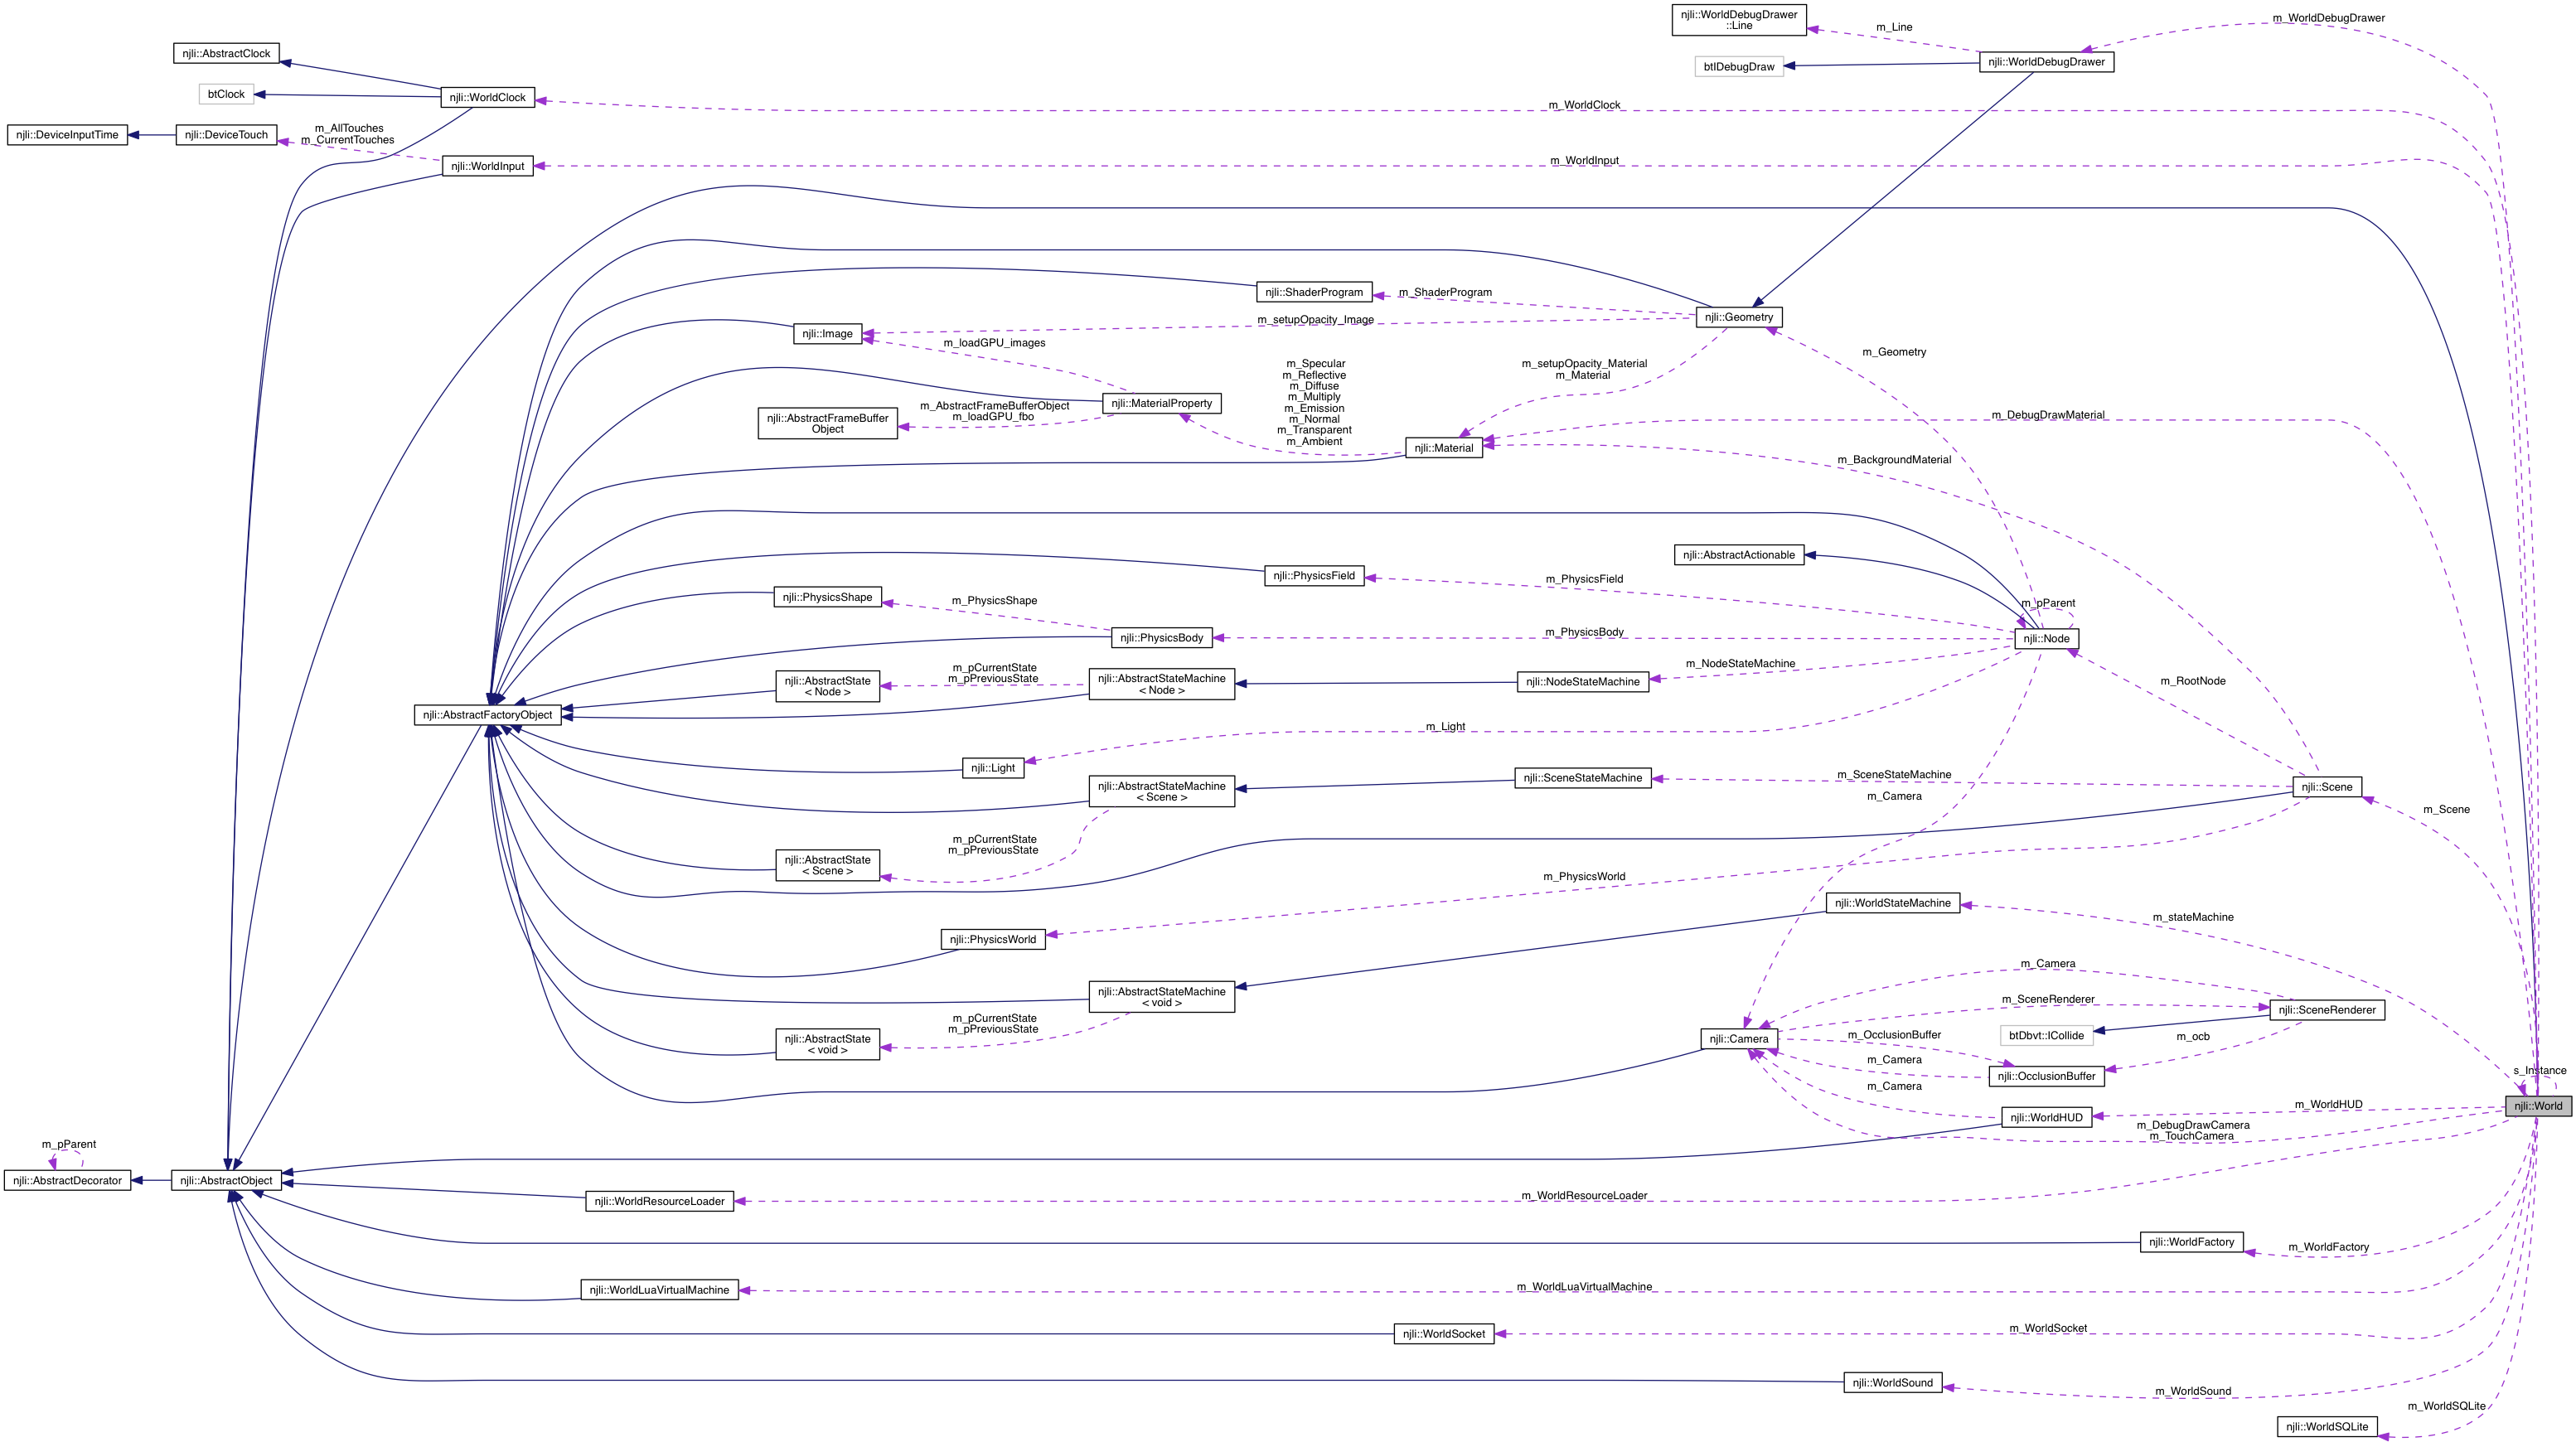 njli::WorldDebugDrawer
::Line
m_WorldDebugDrawer
m_Line
njli::AbstractClock
njli::WorldDebugDrawer
btIDebugDraw
btClock
njli::WorldClock
m_WorldClock
m_AllTouches
m_CurrentTouches
njli::DeviceInputTime
njli::DeviceTouch
njli::WorldInput
m_WorldInput
njli::ShaderProgram
m_ShaderProgram
njli::Geometry
m_setupOpacity_Image
njli::Image
m_loadGPU_images
m_Geometry
m_Specular
m_Reflective
m_Diffuse
m_Multiply
m_Emission
m_Normal
m_Transparent
m_Ambient
m_setupOpacity_Material
m_Material
njli::MaterialProperty
m_AbstractFrameBufferObject
m_loadGPU_fbo
njli::AbstractFrameBuffer
Object
m_DebugDrawMaterial
njli::Material
m_BackgroundMaterial
njli::AbstractActionable
njli::PhysicsField
m_PhysicsField
njli::PhysicsShape
m_PhysicsShape
m_pParent
njli::PhysicsBody
m_PhysicsBody
njli::Node
m_pCurrentState
m_pPreviousState
njli::AbstractState
< Node >
njli::AbstractStateMachine
< Node >
njli::NodeStateMachine
m_NodeStateMachine
m_RootNode
njli::AbstractFactoryObject
m_Light
njli::Light
njli::AbstractStateMachine
< Scene >
njli::SceneStateMachine
m_SceneStateMachine
njli::Scene
m_Camera
m_Scene
m_pCurrentState
m_pPreviousState
njli::AbstractState
< Scene >
m_PhysicsWorld
njli::WorldStateMachine
m_stateMachine
njli::PhysicsWorld
m_Camera
njli::AbstractStateMachine
< void >
m_SceneRenderer
njli::SceneRenderer
m_pCurrentState
m_pPreviousState
njli::AbstractState
< void >
njli::Camera
m_OcclusionBuffer
btDbvt::ICollide
m_ocb
m_Camera
njli::OcclusionBuffer
s_Instance
m_Camera
njli::WorldHUD
m_WorldHUD
njli::World
m_DebugDrawCamera
m_TouchCamera
m_pParent
njli::AbstractDecorator
njli::AbstractObject
njli::WorldResourceLoader
m_WorldResourceLoader
njli::WorldFactory
m_WorldFactory
njli::WorldLuaVirtualMachine
m_WorldLuaVirtualMachine
njli::WorldSocket
m_WorldSocket
njli::WorldSound
m_WorldSound
m_WorldSQLite
njli::WorldSQLite